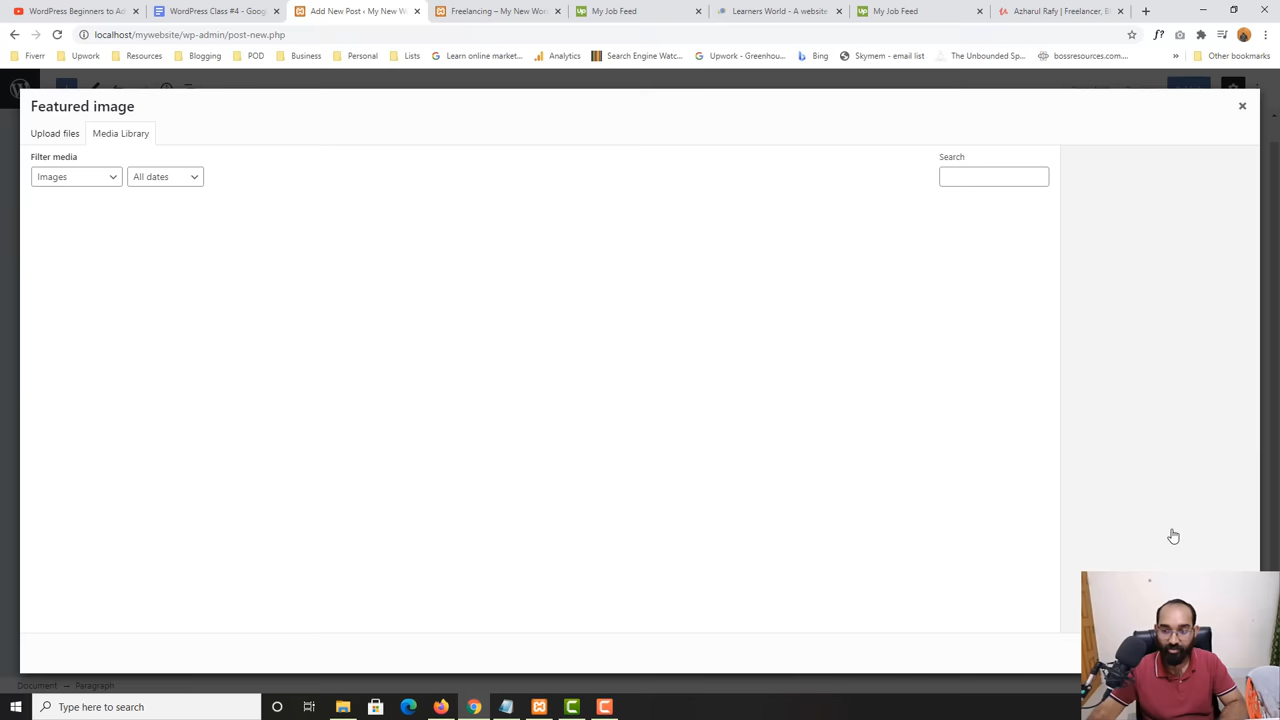 WordPress Beginners to Ad
WordPress Class #4 - Googl
Add New Post ‹ My New W
Freelancing – My New Wor
My Job Feed
Learners World - A website
My Job Feed
Azharul Rafy | Freelancer, B
localhost/mywebsite/wp-admin/post-new.php
Fiverr
Upwork
Resources
Blogging
POD
Business
Personal
Lists
Learn online market...
Analytics
Search Engine Watc...
Upwork - Greenhou...
Bing
Skymem - email list
The Unbounded Sp...
bossresources.com...
»
Other bookmarks
Featured image
Upload files
Media Library
Filter media
Search
Images
All dates
Document → Paragraph
Type here to search